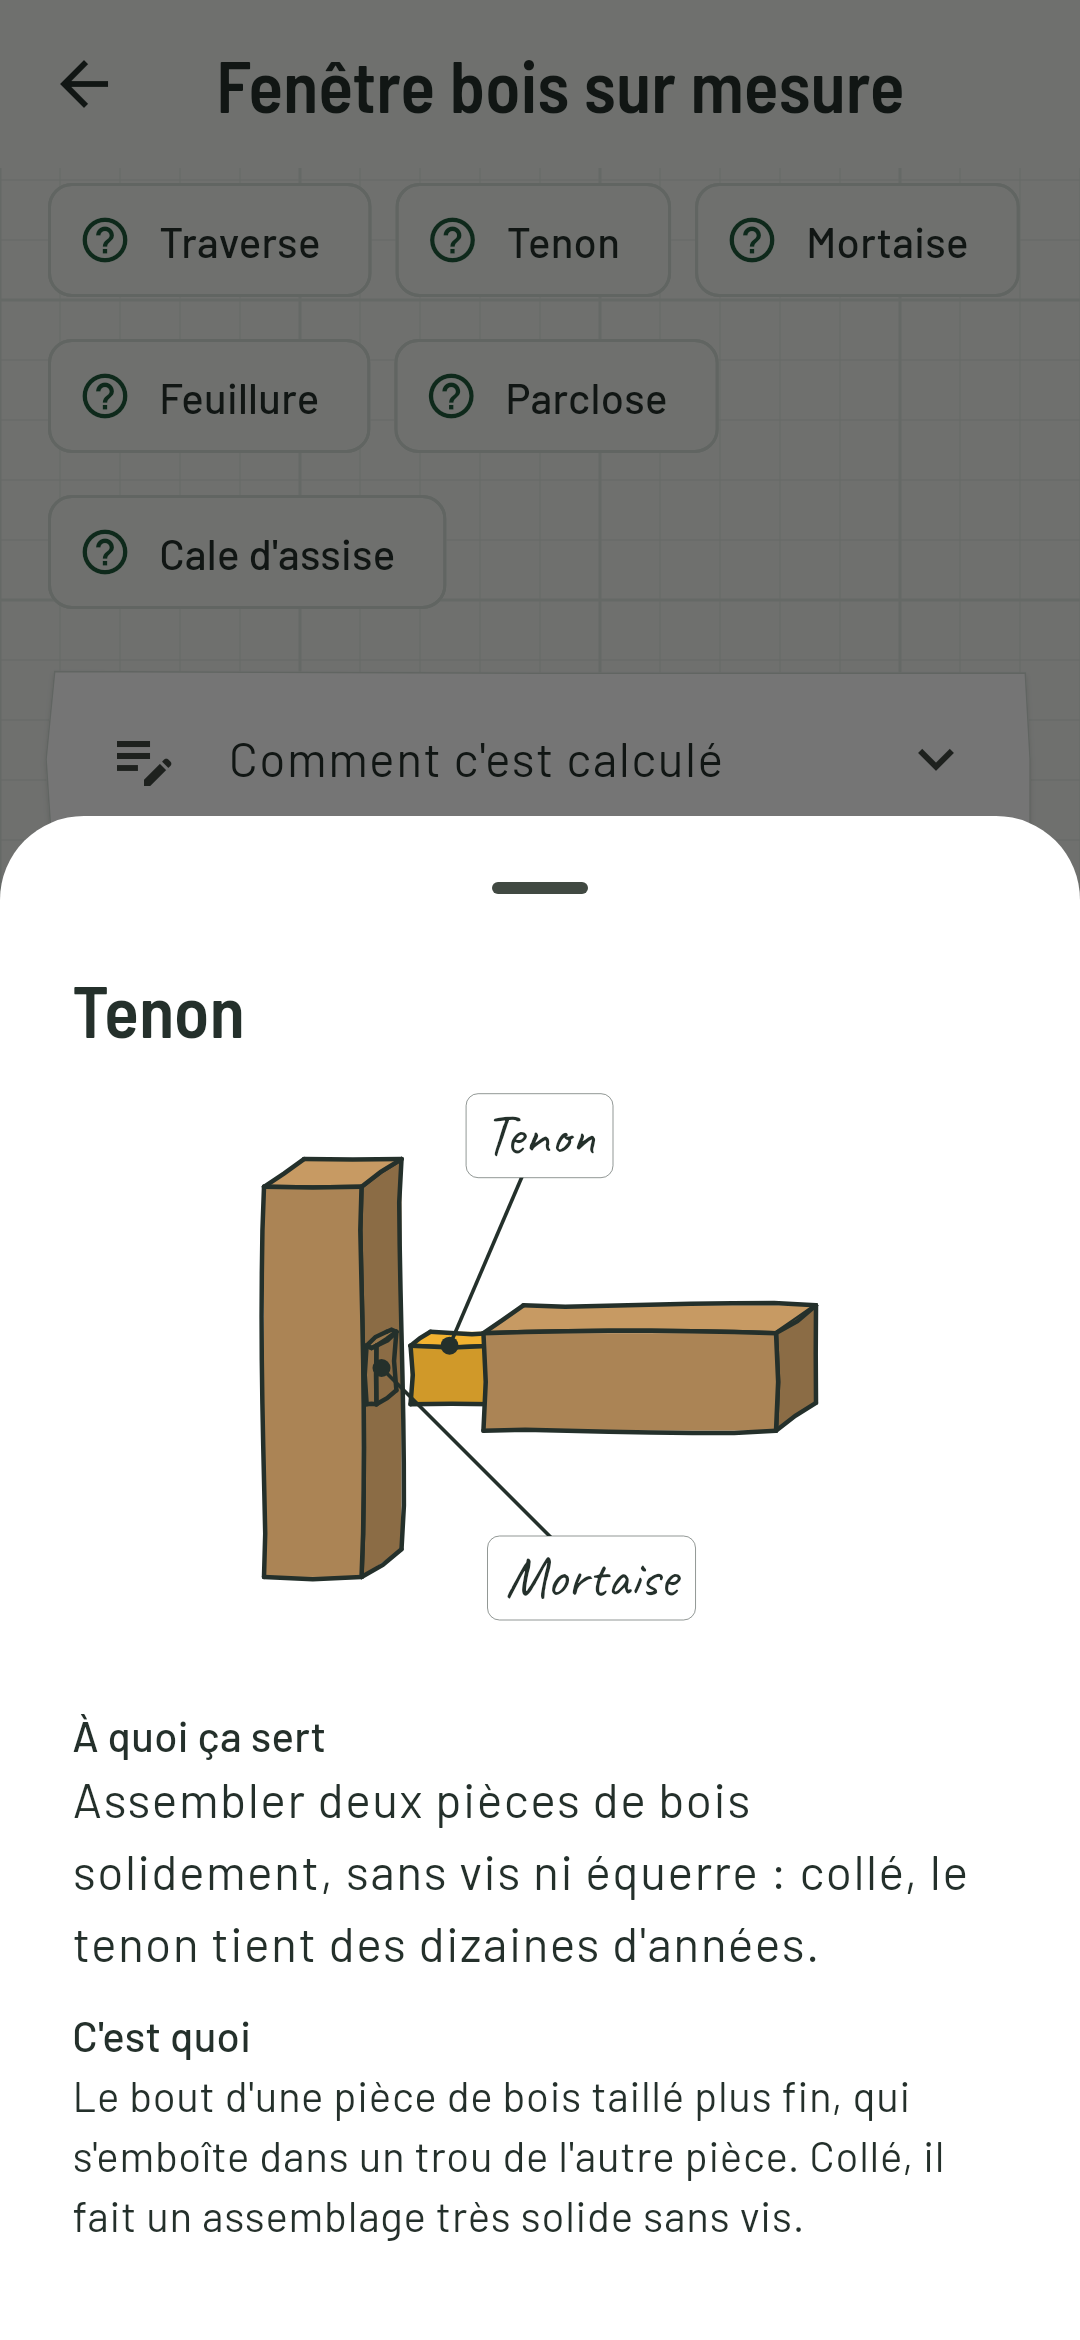 Fenêtre bois sur mesure
Traverse
Tenon
Mortaise
Feuillure
Parclose
Cale d'assise
Comment c'est calculé
Tenon
Tenon
Mortaise
À quoi ça sert
Assembler deux pièces de bois
solidement, sans vis ni équerre : collé, le
tenon tient des dizaines d'années.
C'est quoi
Le bout d'une pièce de bois taillé plus fin, qui
s'emboîte dans un trou de l'autre pièce. Collé, il
fait un assemblage très solide sans vis.